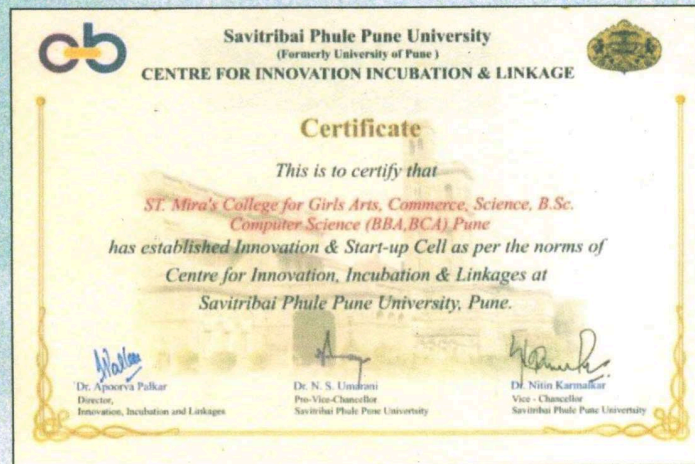 Savitribai Phule Pune University
(Formerly University of Pune )
CENTRE FOR INNOVATION INCUBATION & LINKAGE
Certificate
This is to certify that
ST. Mira's College for Girls Arts, Commerce, Science, B.Sc.
Computer Science (BBA,BCA) Pune
has established Innovation & Start-up Cell as per the norms of
Centre for Innovation, Incubation & Linkages at
Savitribai Phule Pune University, Pune.
Dr. Apoorva Palkar
Director,
Innovation, Incubation and Linkages
Dr. N. S. Umarani
Pro-Vice-Chancellor
Savitribai Phule Pune Univertsity
Dr. Nitin Karmalkar
Vice - Chancellor
Savitribai Phule Pune Univertsity